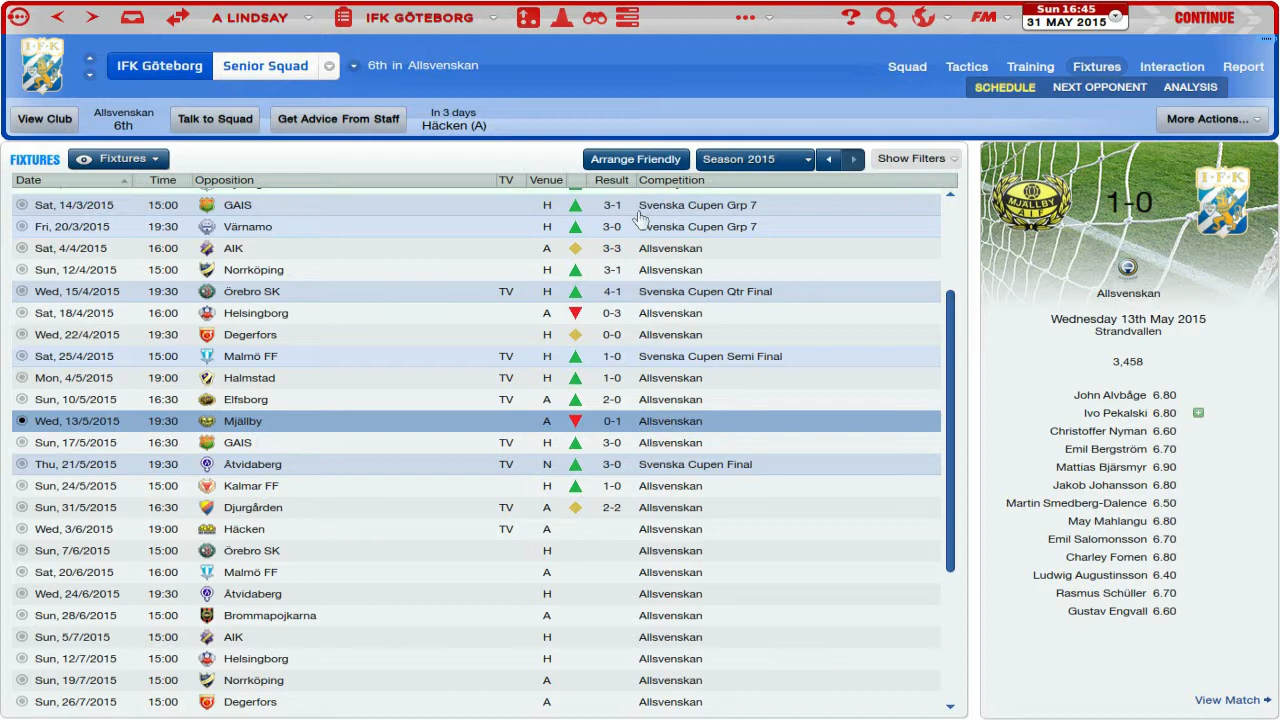 A LINDSAY IFK GÖTEBORG FM Sun 16:45 CONTINUE
31 MAY 2015
IFK Göteborg Senior Squad 6th in Allsvenskan Squad Tactics Training Fixtures Interaction Report
SCHEDULE NEXT OPPONENT ANALYSIS
View Club Allsvenskan Talk to Squad Get Advice From Staff In 3 days More Actions...
6th Häcken (A)
FIXTURES Fixtures Arrange Friendly Season 2015 Show Filters
Date Time Opposition TV Venue Result Competition
Sat, 14/3/2015 15:00 GAIS H 3-1 Svenska Cupen Grp 7
Fri, 20/3/2015 19:30 Värnamo H 3-0 Svenska Cupen Grp 7
Sat, 4/4/2015 16:00 AIK A 3-3 Allsvenskan
Sun, 12/4/2015 15:00 Norrköping H 3-1 Allsvenskan
Wed, 15/4/2015 19:30 Örebro SK TV H 4-1 Svenska Cupen Qtr Final
Sat, 18/4/2015 16:00 Helsingborg A 0-3 Allsvenskan
Wed, 22/4/2015 19:30 Degerfors H 0-0 Allsvenskan
Sat, 25/4/2015 15:00 Malmö FF TV H 1-0 Svenska Cupen Semi Final
Mon, 4/5/2015 19:00 Halmstad TV H 1-0 Allsvenskan
Sun, 10/5/2015 16:30 Elfsborg TV A 2-0 Allsvenskan
Wed, 13/5/2015 19:30 Mjällby A 0-1 Allsvenskan
Sun, 17/5/2015 16:30 GAIS TV H 3-0 Allsvenskan
Thu, 21/5/2015 19:30 Åtvidaberg TV N 3-0 Svenska Cupen Final
Sun, 24/5/2015 15:00 Kalmar FF H 1-0 Allsvenskan
Sun, 31/5/2015 16:30 Djurgården TV A 2-2 Allsvenskan
Wed, 3/6/2015 19:00 Häcken TV A Allsvenskan
Sun, 7/6/2015 15:00 Örebro SK H Allsvenskan
Sat, 20/6/2015 16:00 Malmö FF A Allsvenskan
Wed, 24/6/2015 19:30 Åtvidaberg H Allsvenskan
Sun, 28/6/2015 15:00 Brommapojkarna A Allsvenskan
Sun, 5/7/2015 15:00 AIK H Allsvenskan
Sun, 12/7/2015 15:00 Helsingborg H Allsvenskan
Sun, 19/7/2015 15:00 Norrköping A Allsvenskan
Sun, 26/7/2015 15:00 Degerfors A Allsvenskan
MJÄLLBY AIF 1-0 IFK
Allsvenskan
Wednesday 13th May 2015
Strandvallen
3,458
John Alvbåge 6.80
Ivo Pekalski 6.80
Christoffer Nyman 6.60
Emil Bergström 6.70
Mattias Bjärsmyr 6.90
Jakob Johansson 6.80
Martin Smedberg-Dalence 6.50
May Mahlangu 6.80
Emil Salomonsson 6.70
Charley Fomen 6.80
Ludwig Augustinsson 6.40
Rasmus Schüller 6.70
Gustav Engvall 6.60
View Match